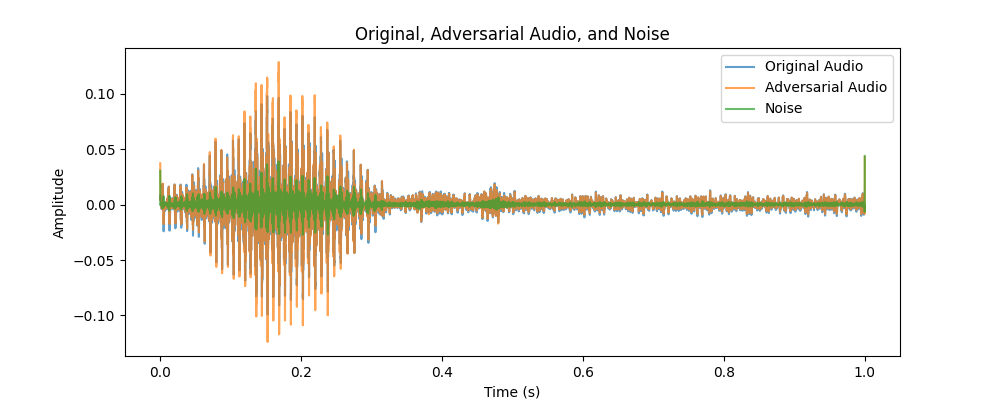 Original, Adversarial Audio, and Noise
Original Audio
Adversarial Audio
Noise
Amplitude
0.10
0.05
0.00
−0.05
−0.10
0.0 0.2 0.4 0.6 0.8 1.0
Time (s)